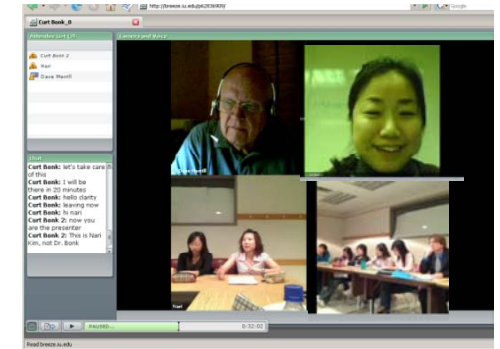 http://breeze.iu.edu/p62836909/
Google
Curt Bonk_0
Attendee List (3)
Camera and Voice
Curt Bonk 2
Nari
Dave Merrill
Chat
Curt Bonk: let's take care
of this
Curt Bonk: I will be
there in 20 minutes
Curt Bonk: hello clarity
Curt Bonk: leaving now
Curt Bonk: hi nari
Curt Bonk 2: now you
are the presenter
Curt Bonk 2: This is Nari
Kim, not Dr. Bonk
Nari
PAUSED...
0:32:02
Read breeze.iu.edu